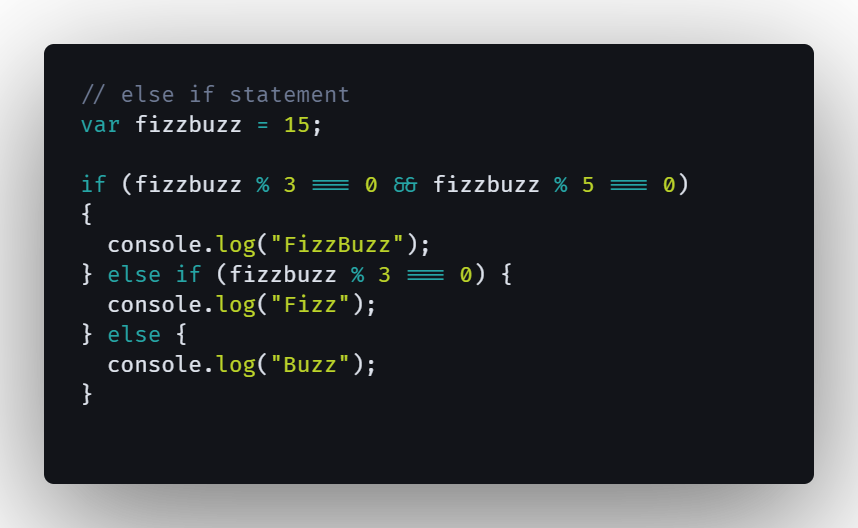 // else if statement
var fizzbuzz = 15;
if (fizzbuzz % 3 === 0 && fizzbuzz % 5 === 0)
{
  console.log("FizzBuzz");
} else if (fizzbuzz % 3 === 0) {
  console.log("Fizz");
} else {
  console.log("Buzz");
}